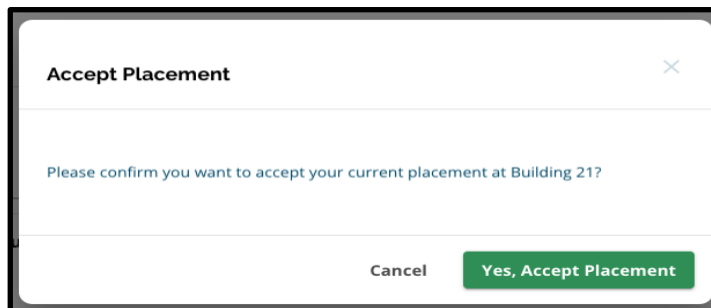 Accept Placement
Please confirm you want to accept your current placement at Building 21?
Cancel
Yes, Accept Placement